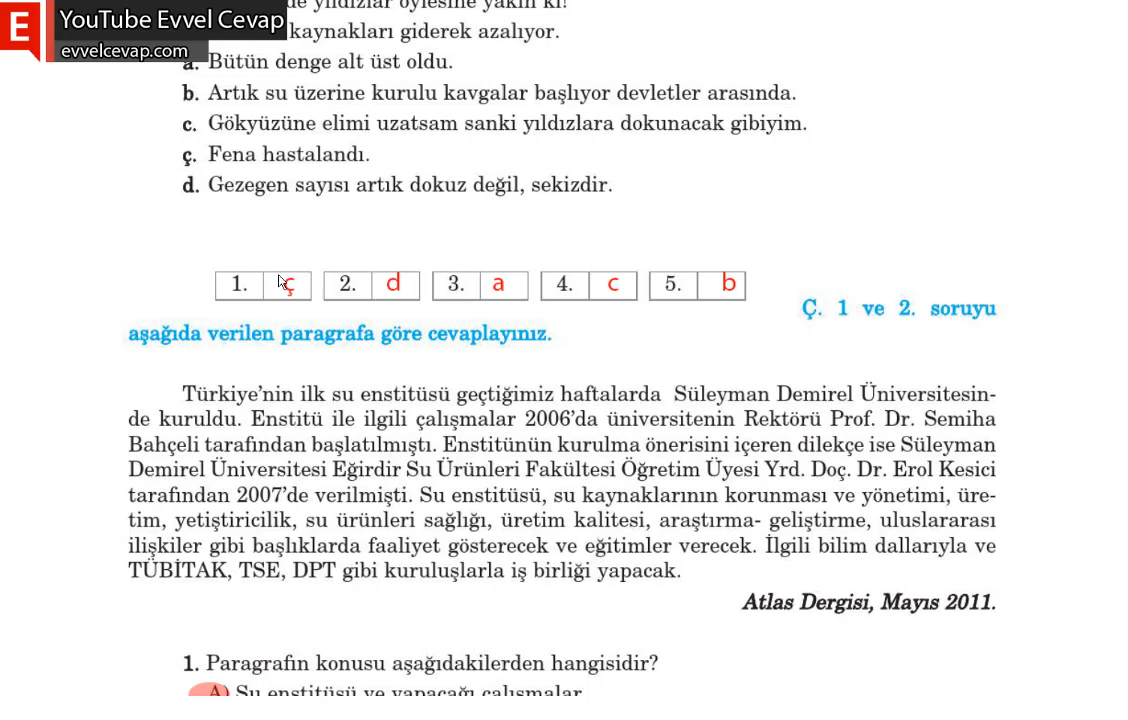 de yıldızlar öylesine yakın ki!
E YouTube Evvel Cevap
kaynakları giderek azalıyor.
evvelcevap.com
a. Bütün denge alt üst oldu.
b. Artık su üzerine kurulu kavgalar başlıyor devletler arasında.
c. Gökyüzüne elimi uzatsam sanki yıldızlara dokunacak gibiyim.
ç. Fena hastalandı.
d. Gezegen sayısı artık dokuz değil, sekizdir.
1. ç 2. d 3. a 4. c 5. b
Ç. 1 ve 2. soruyu
aşağıda verilen paragrafa göre cevaplayınız.
Türkiye’nin ilk su enstitüsü geçtiğimiz haftalarda Süleyman Demirel Üniversitesin-
de kuruldu. Enstitü ile ilgili çalışmalar 2006’da üniversitenin Rektörü Prof. Dr. Semiha
Bahçeli tarafından başlatılmıştı. Enstitünün kurulma önerisini içeren dilekçe ise Süleyman
Demirel Üniversitesi Eğirdir Su Ürünleri Fakültesi Öğretim Üyesi Yrd. Doç. Dr. Erol Kesici
tarafından 2007’de verilmişti. Su enstitüsü, su kaynaklarının korunması ve yönetimi, üre-
tim, yetiştiricilik, su ürünleri sağlığı, üretim kalitesi, araştırma- geliştirme, uluslararası
ilişkiler gibi başlıklarda faaliyet gösterecek ve eğitimler verecek. İlgili bilim dallarıyla ve
TÜBİTAK, TSE, DPT gibi kuruluşlarla iş birliği yapacak.
Atlas Dergisi, Mayıs 2011.
1. Paragrafın konusu aşağıdakilerden hangisidir?
A) Su enstitüsü ve yapacağı çalışmalar